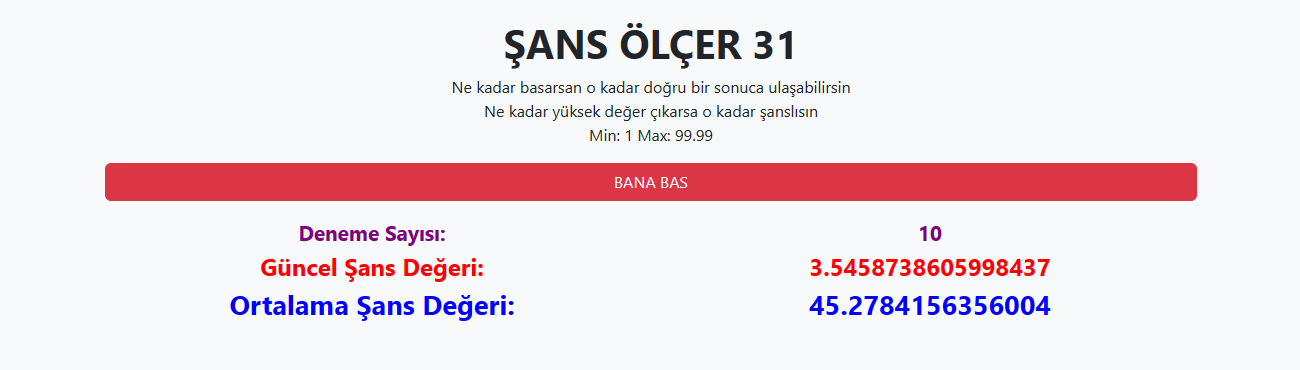 ŞANS ÖLÇER 31
Ne kadar basarsan o kadar doğru bir sonuca ulaşabilirsin
Ne kadar yüksek değer çıkarsa o kadar şanslısın
Min: 1 Max: 99.99
BANA BAS
Deneme Sayısı: 10
Güncel Şans Değeri: 3.5458738605998437
Ortalama Şans Değeri: 45.2784156356004